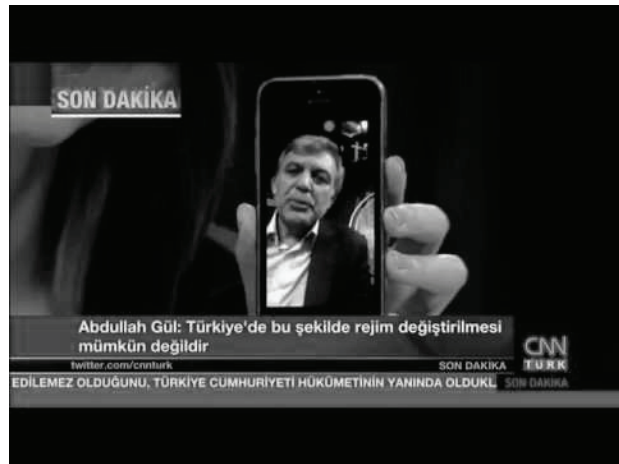 SON DAKİKA
Abdullah Gül: Türkiye'de bu şekilde rejim değiştirilmesi
mümkün değildir
CNN
TURK
twitter.com/cnnturk
SON DAKİKA
EDİLEMEZ OLDUĞUNU, TÜRKİYE CUMHURİYETİ HÜKÜMETİNİN YANINDA OLDUKL
SON DAKİKA